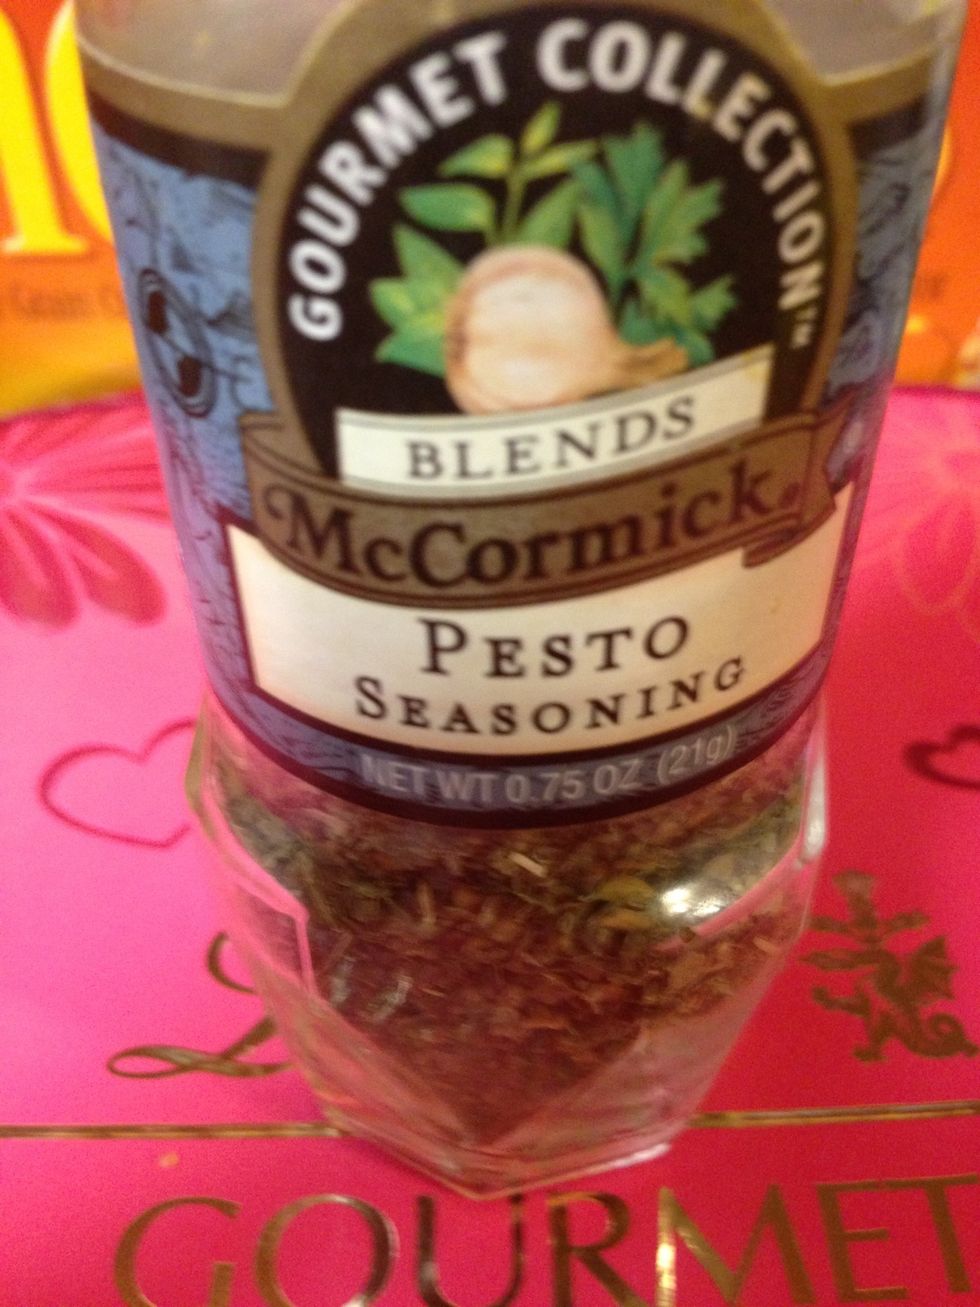 GOURMET COLLECTION™
BLENDS
McCormick®
PESTO
SEASONING
NET WT 0.75 OZ (21g)
GOURMET